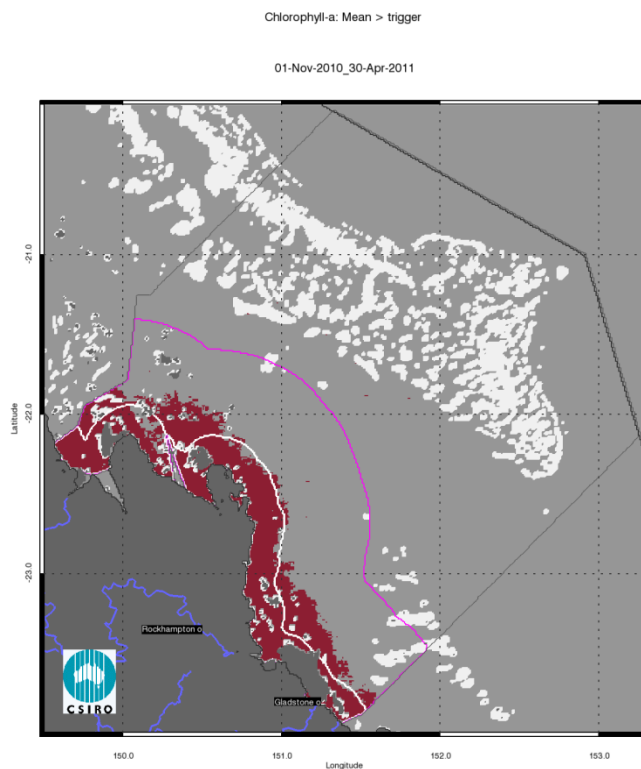 Chlorophyll-a: Mean > trigger
01-Nov-2010_30-Apr-2011
-21.0
Latitude
-22.0
-23.0
Rockhampton o
CSIRO
Gladstone o
150.0 151.0 152.0 153.0
Longitude